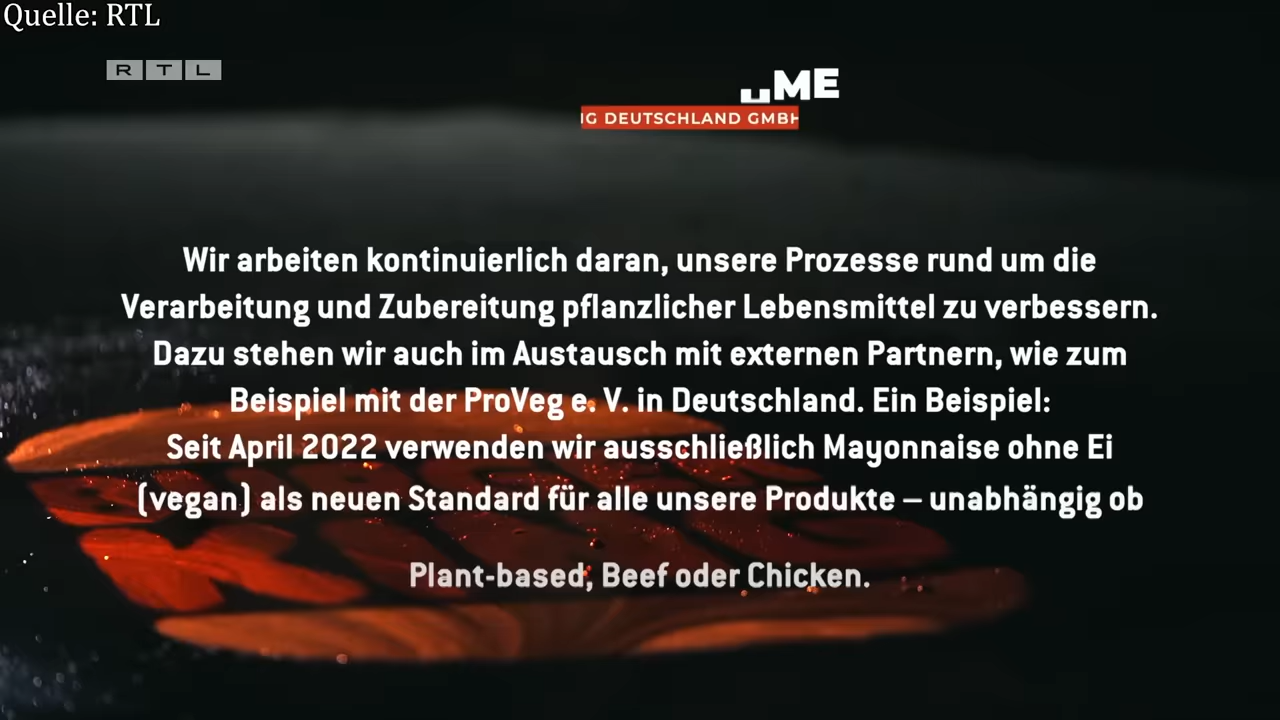 Quelle: RTL
RTL
ME
G DEUTSCHLAND GMBH
Wir arbeiten kontinuierlich daran, unsere Prozesse rund um die
Verarbeitung und Zubereitung pflanzlicher Lebensmittel zu verbessern.
Dazu stehen wir auch im Austausch mit externen Partnern, wie zum
Beispiel mit der ProVeg e. V. in Deutschland. Ein Beispiel:
Seit April 2022 verwenden wir ausschließlich Mayonnaise ohne Ei
(vegan) als neuen Standard für alle unsere Produkte – unabhängig ob
Plant-based, Beef oder Chicken.